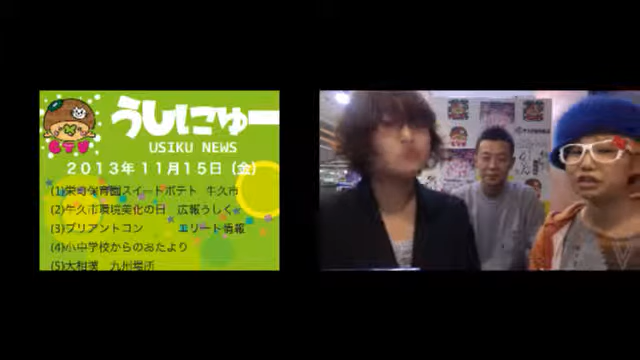 うしにゅー
USIKU NEWS
2013年11月15日(金)
(1)栄町保育園スイートポテト 牛久市
(2)牛久市環境美化の日 広報うしく
(3)ブリアントコン エリート情報
(4)小中学校からのおたより
(5)大相撲 九州場所